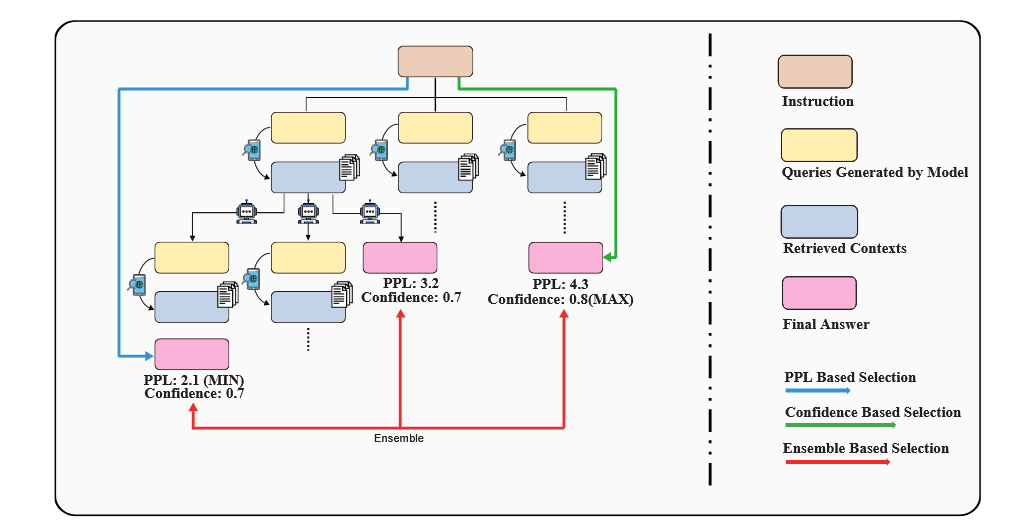 PPL: 3.2
Confidence: 0.7
PPL: 4.3
Confidence: 0.8(MAX)
PPL: 2.1 (MIN)
Confidence: 0.7
Ensemble
Instruction
Queries Generated by Model
Retrieved Contexts
Final Answer
PPL Based Selection
Confidence Based Selection
Ensemble Based Selection